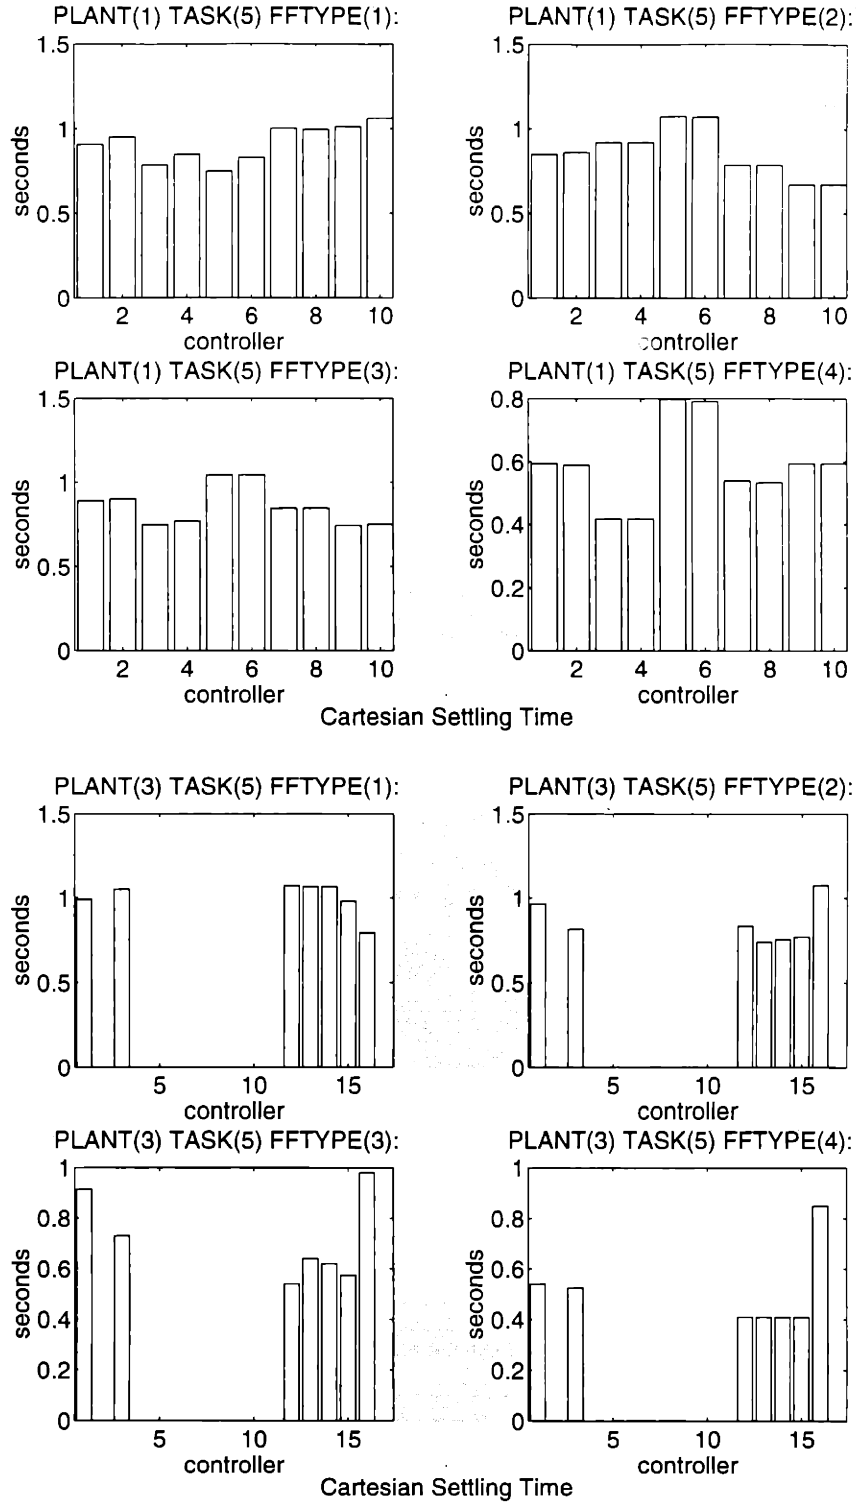 PLANT(1) TASK(5) FFTYPE(1):
1.5
1
0.5
0
seconds
2 4 6 8 10
controller
PLANT(1) TASK(5) FFTYPE(2):
1.5
1
0.5
0
seconds
2 4 6 8 10
controller
PLANT(1) TASK(5) FFTYPE(3):
1.5
1
0.5
0
seconds
2 4 6 8 10
controller
PLANT(1) TASK(5) FFTYPE(4):
0.8
0.6
0.4
0.2
0
seconds
2 4 6 8 10
controller
Cartesian Settling Time
PLANT(3) TASK(5) FFTYPE(1):
1.5
1
0.5
0
seconds
5 10 15
controller
PLANT(3) TASK(5) FFTYPE(2):
1.5
1
0.5
0
seconds
5 10 15
controller
PLANT(3) TASK(5) FFTYPE(3):
1
0.8
0.6
0.4
0.2
0
seconds
5 10 15
controller
PLANT(3) TASK(5) FFTYPE(4):
1
0.8
0.6
0.4
0.2
0
seconds
5 10 15
controller
Cartesian Settling Time